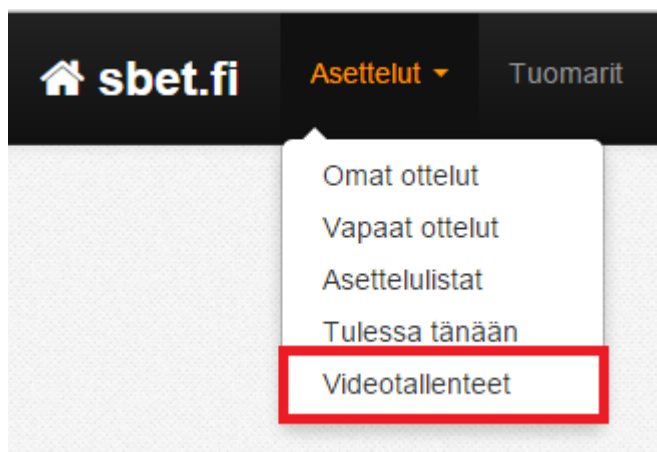 sbet.fi Asettelut Tuomarit
Omat ottelut
Vapaat ottelut
Asettelulistat
Tulessa tänään
Videotallenteet